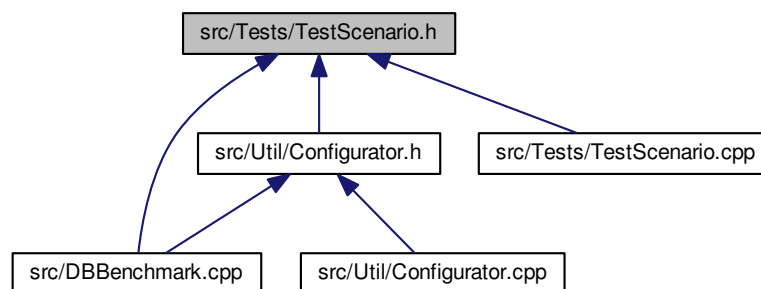 src/Tests/TestScenario.h
src/Util/Configurator.h
src/Tests/TestScenario.cpp
src/DBBenchmark.cpp
src/Util/Configurator.cpp